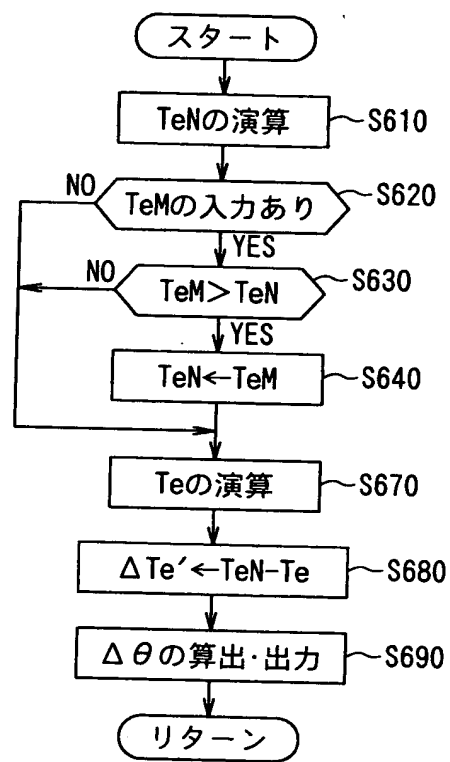 スタート
TeNの演算
S610
NO
TeMの入力あり
S620
YES
NO
TeM>TeN
S630
YES
TeN←TeM
S640
Teの演算
S670
ΔTe′←TeN-Te
S680
Δθの算出・出力
S690
リターン